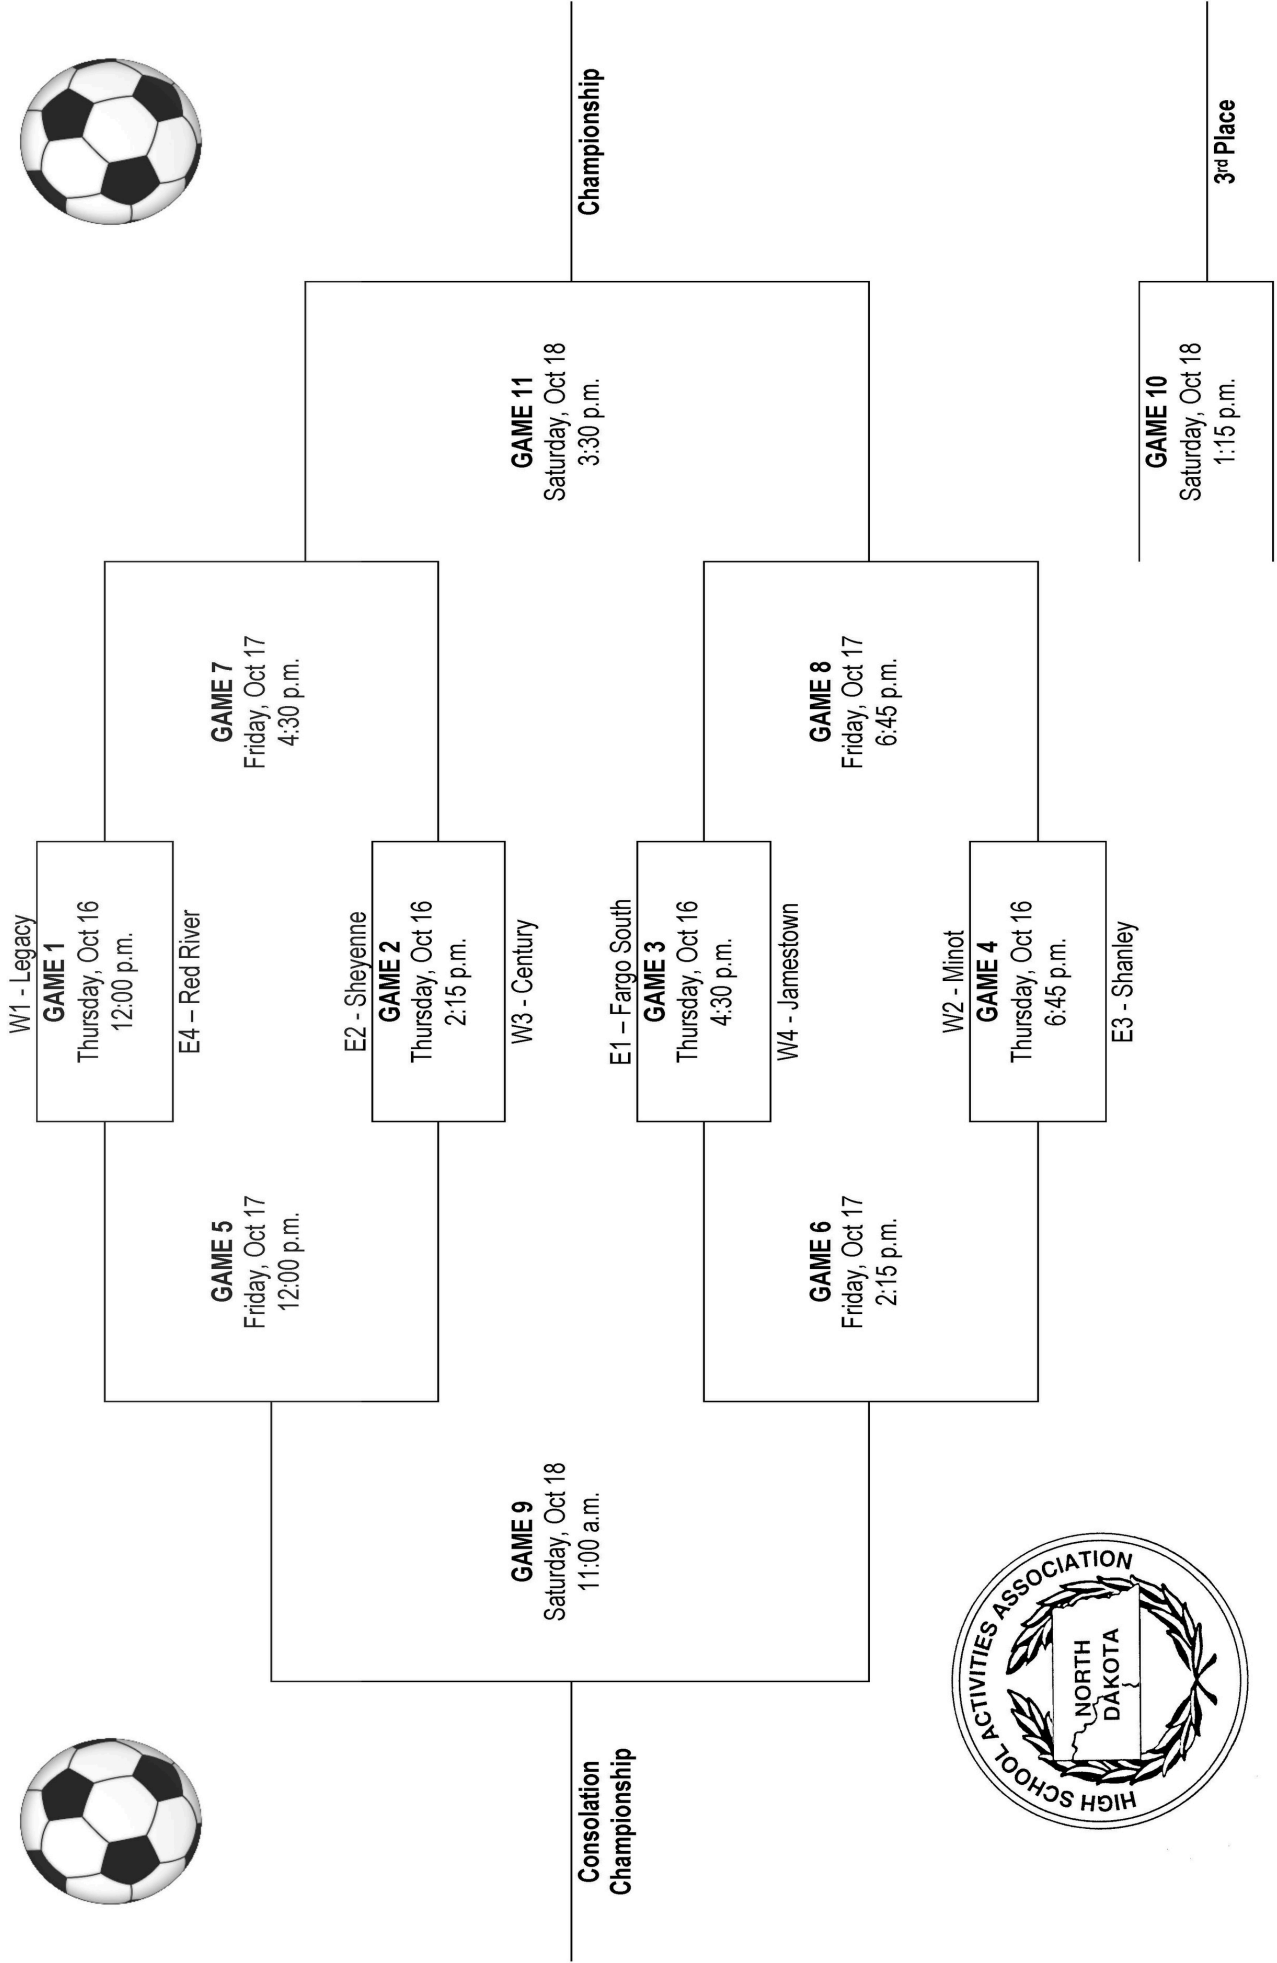 W1 - Legacy
GAME 1
Thursday, Oct 16
12:00 p.m.
E4 – Red River
GAME 5
Friday, Oct 17
12:00 p.m.
GAME 7
Friday, Oct 17
4:30 p.m.
E2 - Sheyenne
GAME 2
Thursday, Oct 16
2:15 p.m.
W3 - Century
GAME 9
Saturday, Oct 18
11:00 a.m.
GAME 11
Saturday, Oct 18
3:30 p.m.
Consolation
Championship
Championship
E1 – Fargo South
GAME 3
Thursday, Oct 16
4:30 p.m.
W4 - Jamestown
GAME 6
Friday, Oct 17
2:15 p.m.
GAME 8
Friday, Oct 17
6:45 p.m.
W2 - Minot
GAME 4
Thursday, Oct 16
6:45 p.m.
E3 - Shanley
HIGH SCHOOL ACTIVITIES ASSOCIATION
NORTH
DAKOTA
GAME 10
Saturday, Oct 18
1:15 p.m.
3rd Place